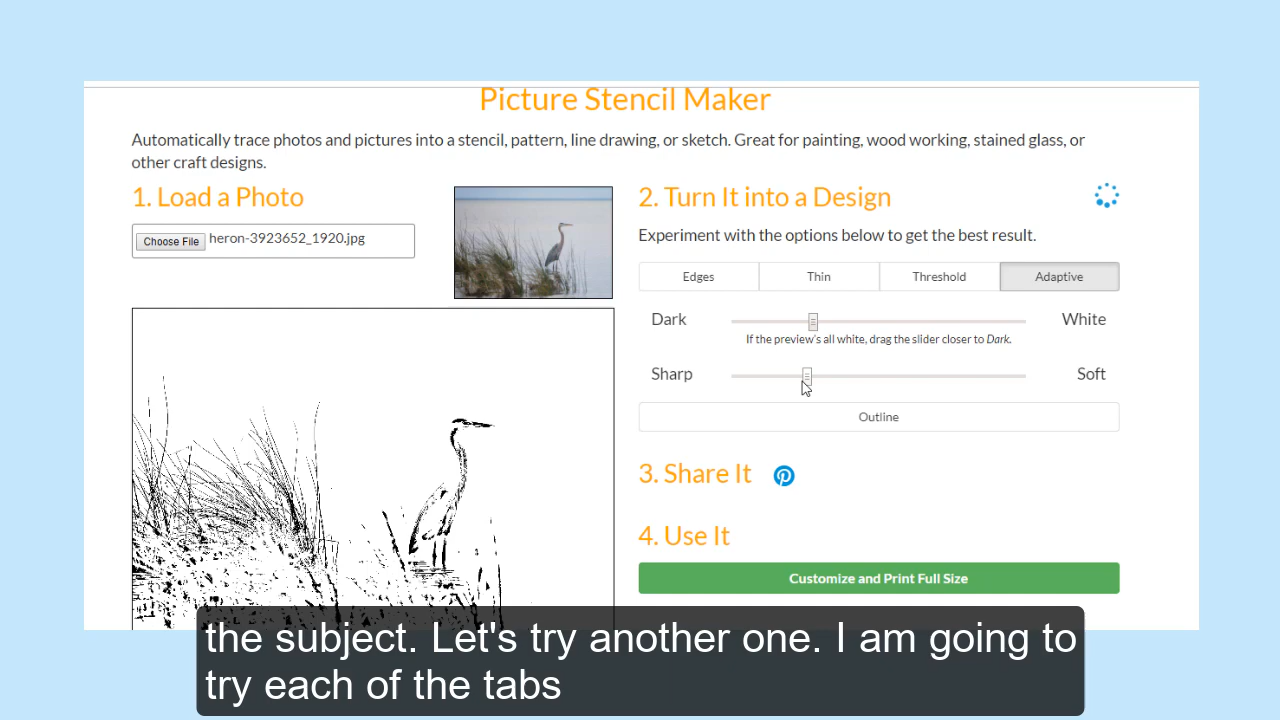 Picture Stencil Maker
Automatically trace photos and pictures into a stencil, pattern, line drawing, or sketch. Great for painting, wood working, stained glass, or
other craft designs.
1. Load a Photo
Choose File heron-3923652_1920.jpg
2. Turn It into a Design
Experiment with the options below to get the best result.
Edges Thin Threshold Adaptive
Dark White
If the preview's all white, drag the slider closer to Dark.
Sharp Soft
Outline
3. Share It
4. Use It
Customize and Print Full Size
the subject. Let's try another one. I am going to
try each of the tabs